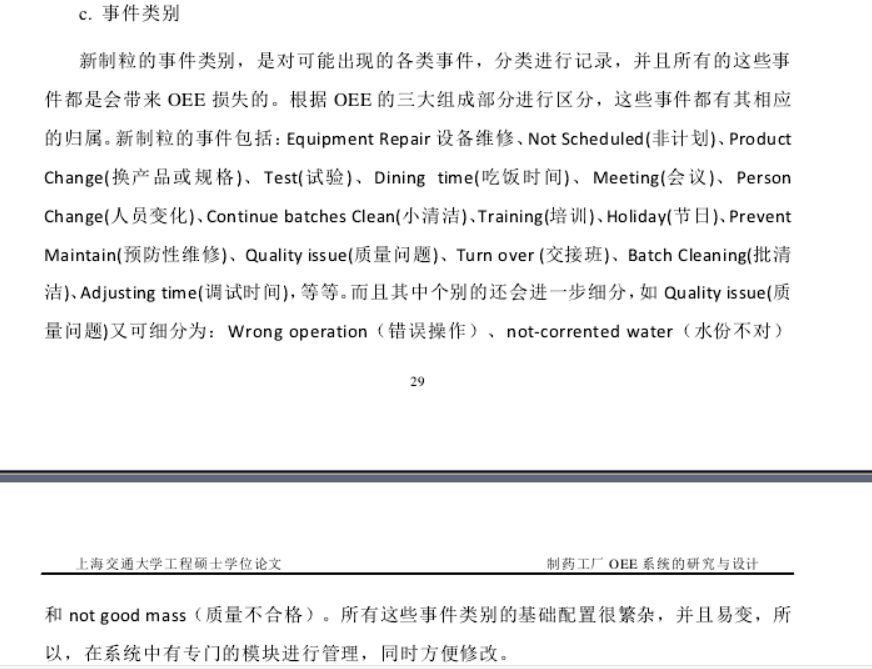 c. 事件类别
新制粒的事件类别，是对可能出现的各类事件，分类进行记录，并且所有的这些事
件都是会带来 OEE 损失的。根据 OEE 的三大组成部分进行区分，这些事件都有其相应
的归属。新制粒的事件包括：Equipment Repair 设备维修、Not Scheduled(非计划)、Product
Change(换产品或规格)、Test(试验)、Dining time(吃饭时间)、Meeting(会议)、Person
Change(人员变化)、Continue batches Clean(小清洁)、Training(培训)、Holiday(节日)、Prevent
Maintain(预防性维修)、Quality issue(质量问题)、Turn over (交接班)、Batch Cleaning(批清
洁)、Adjusting time(调试时间)，等等。而且其中个别的还会进一步细分，如 Quality issue(质
量问题)又可细分为：Wrong operation（错误操作）、not-corrented water（水份不对）
29
上海交通大学工程硕士学位论文 制药工厂 OEE 系统的研究与设计
和 not good mass（质量不合格）。所有这些事件类别的基础配置很繁杂，并且易变，所
以，在系统中有专门的模块进行管理，同时方便修改。